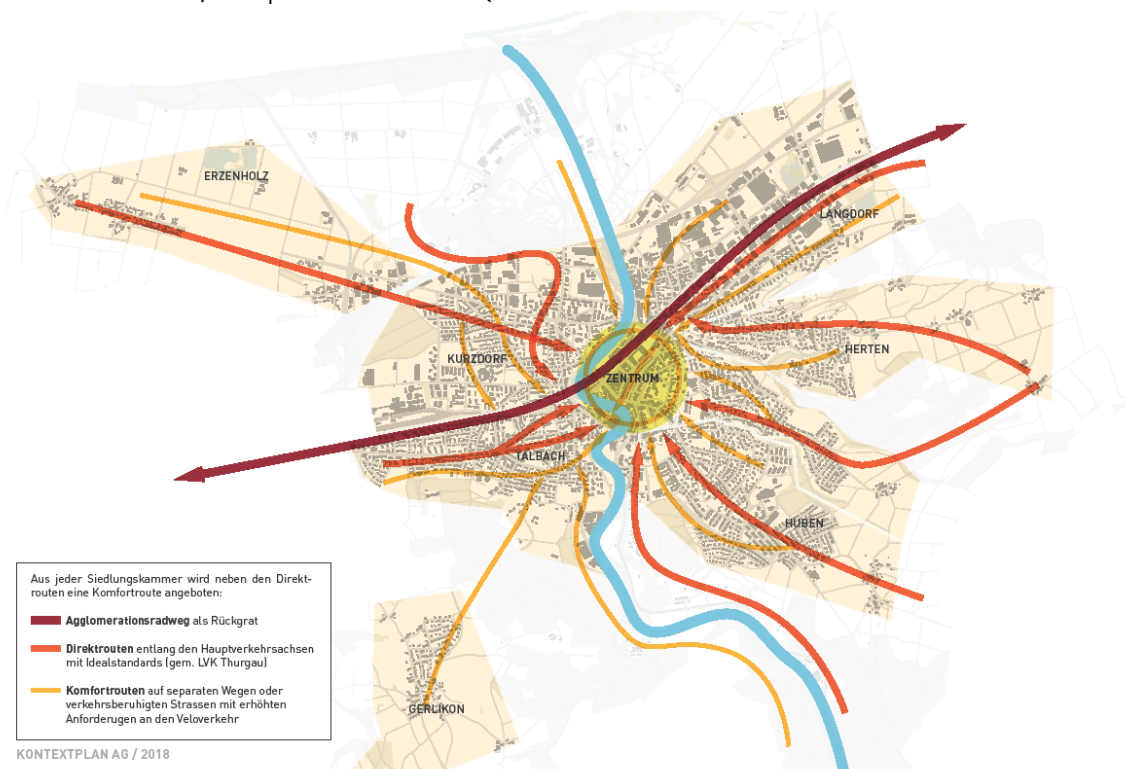 ERZENHOLZ
LANGDORF
HERTEN
KURZDORF
ZENTRUM
TALBACH
HUBEN
GERLIKON
Aus jeder Siedlungskammer wird neben den Direkt-
routen eine Komfortroute angeboten:
Agglomerationsradweg als Rückgrat
Direktrouten entlang den Hauptverkehrsachsen
mit Idealstandards (gem. LVK Thurgau)
Komfortrouten auf separaten Wegen oder
verkehrsberuhigten Strassen mit erhöhten
Anforderugen an den Veloverkehr
KONTEXTPLAN AG / 2018